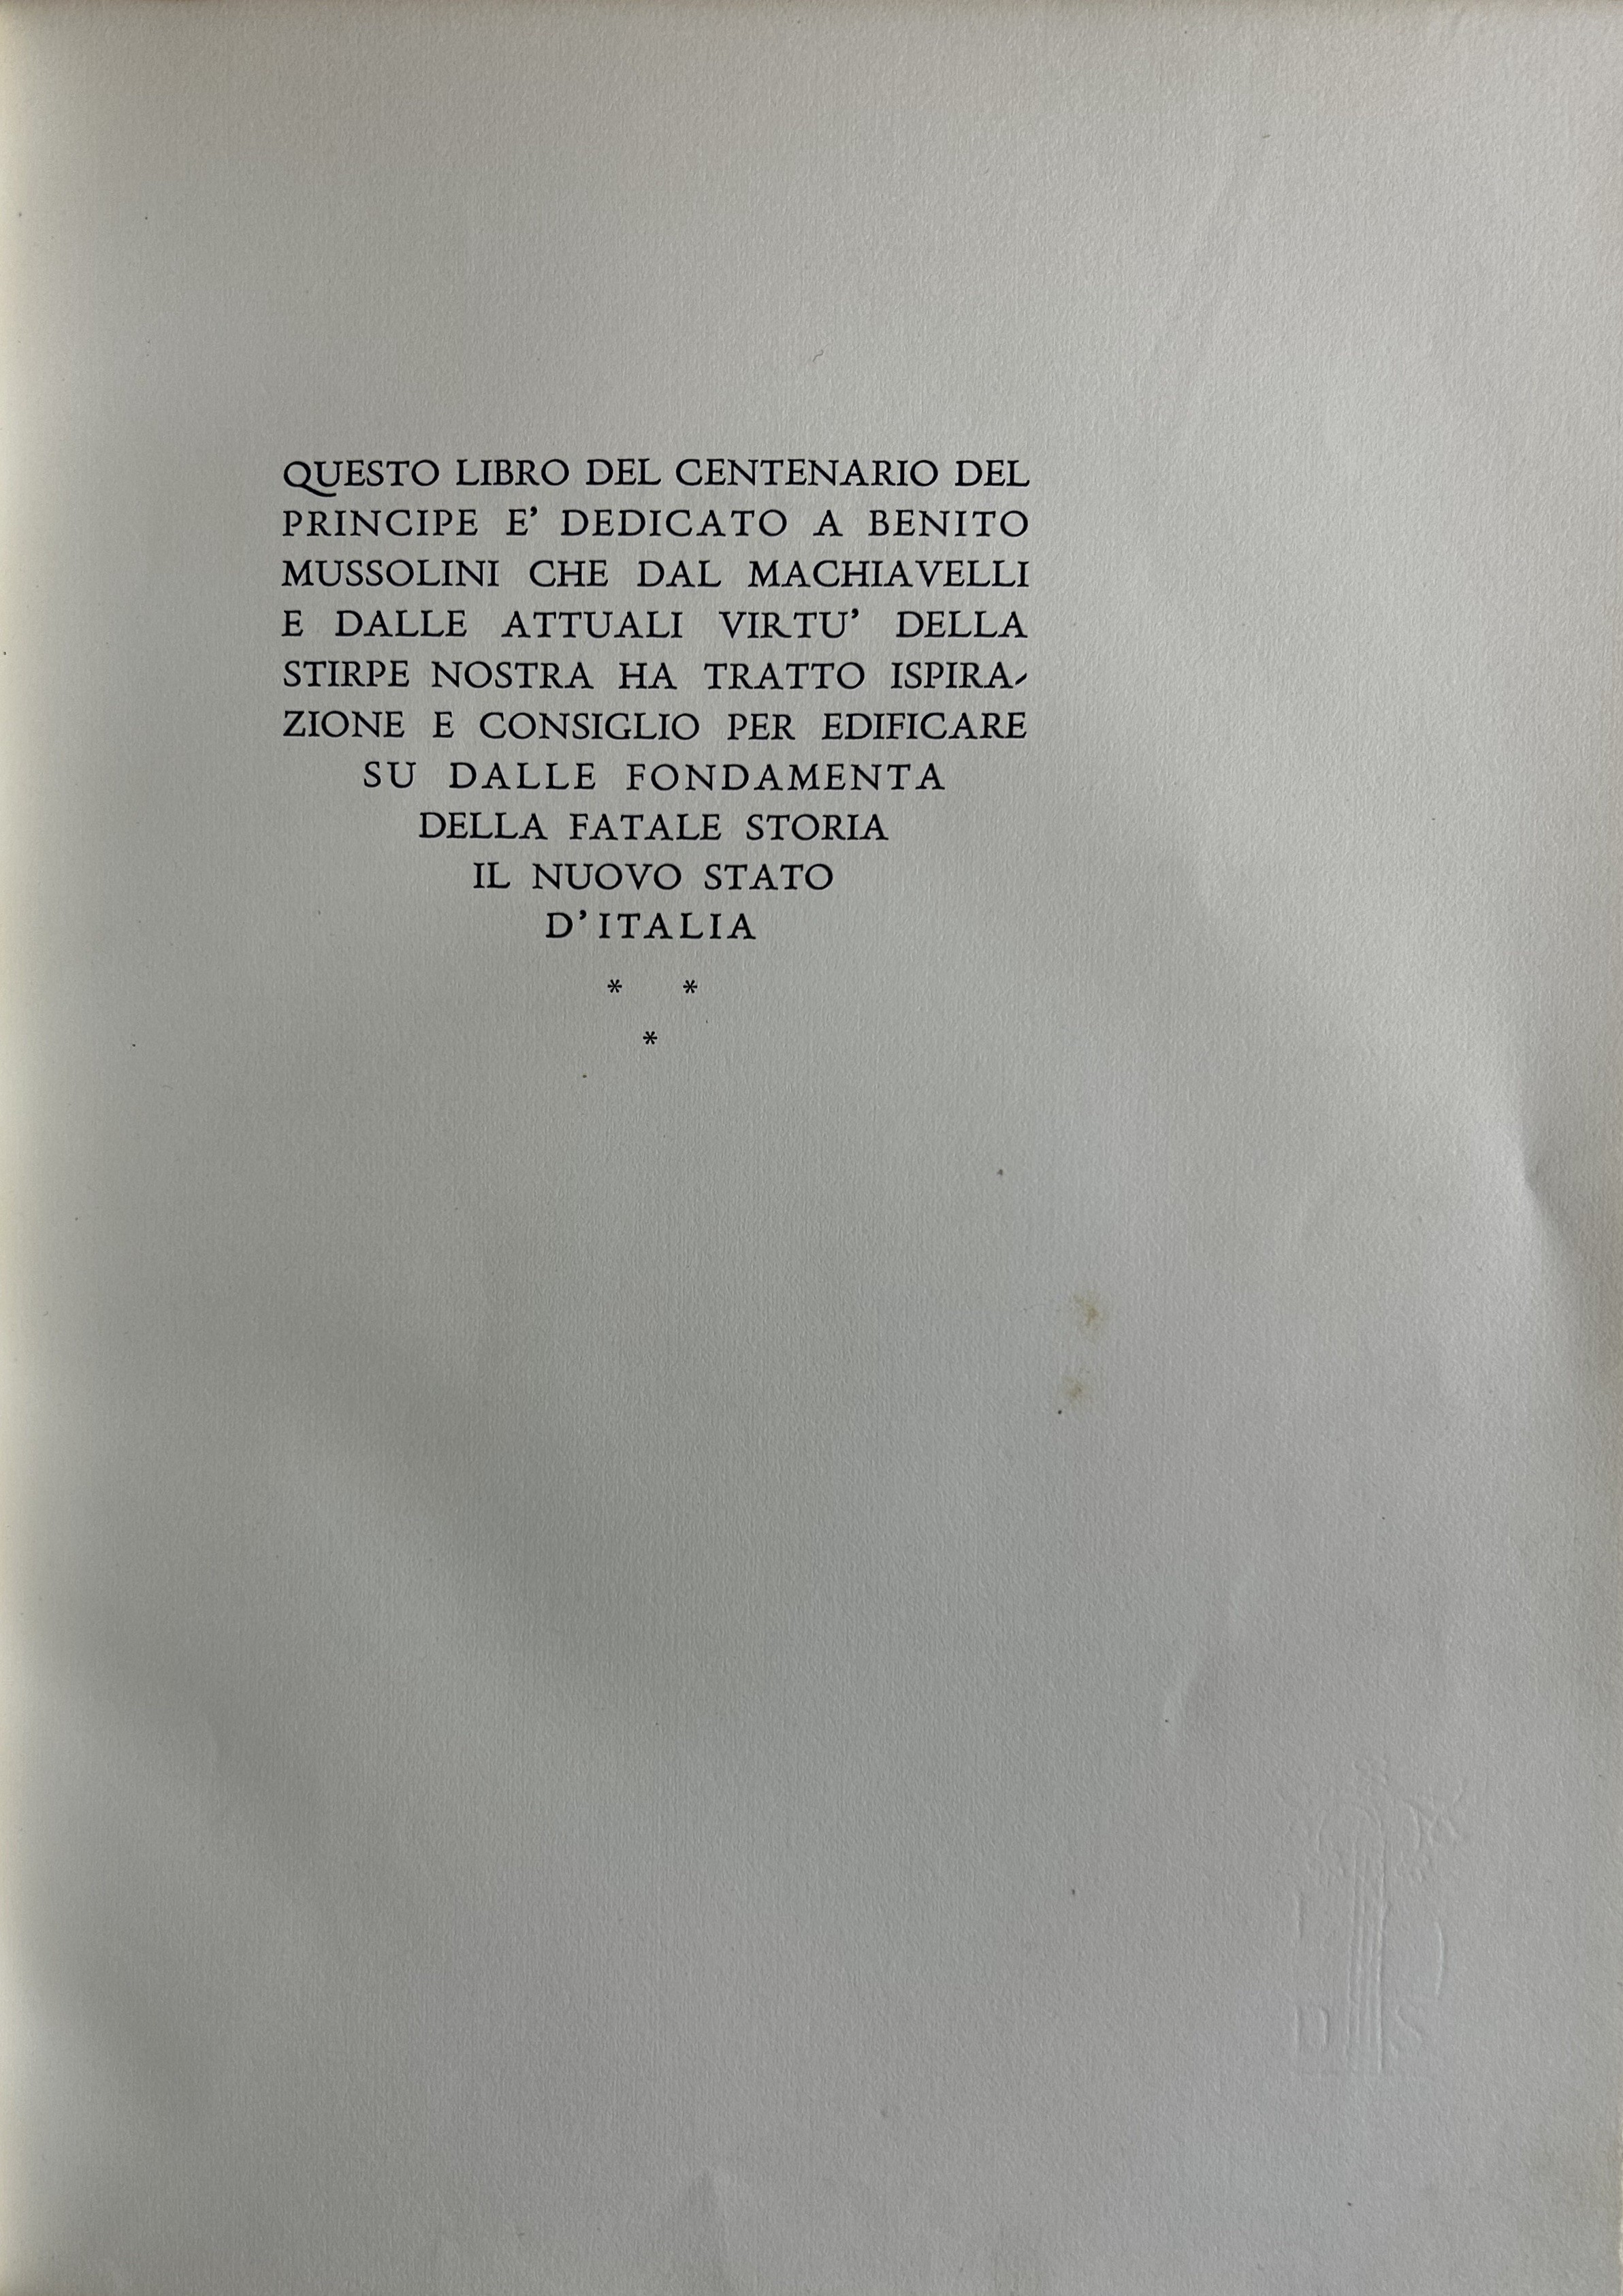 QUESTO LIBRO DEL CENTENARIO DEL
PRINCIPE E’ DEDICATO A BENITO
MUSSOLINI CHE DAL MACHIAVELLI
E DALLE ATTUALI VIRTU’ DELLA
STIRPE NOSTRA HA TRATTO ISPIRA-
ZIONE E CONSIGLIO PER EDIFICARE
SU DALLE FONDAMENTA
DELLA FATALE STORIA
IL NUOVO STATO
D’ITALIA
* *
*